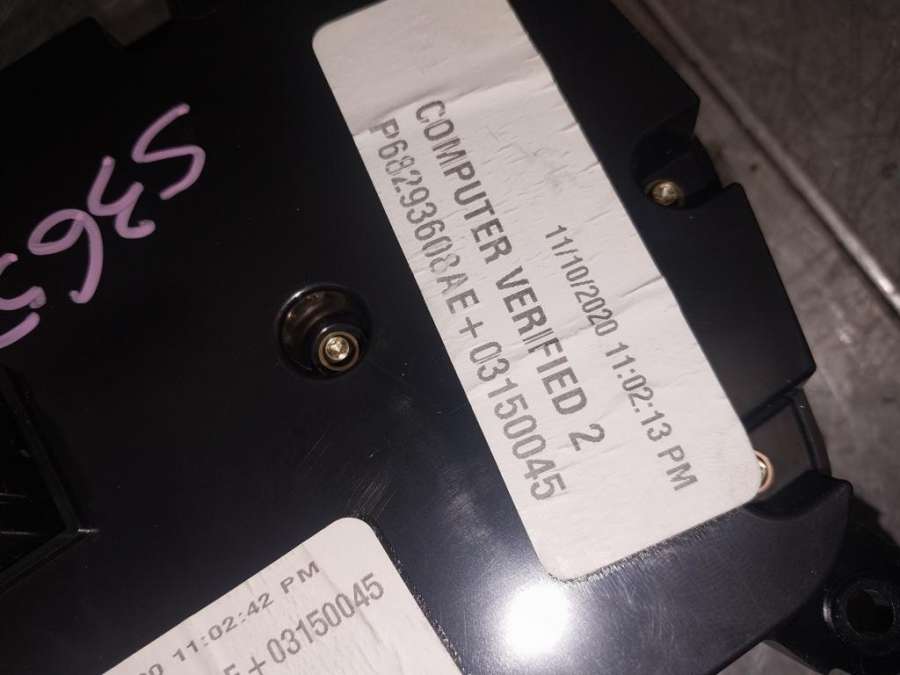 COMPUTER VERIFIED 2
P68293608AE+03150045
11/10/2020 11:02:13 PM
11:02:42 PM
+03150045